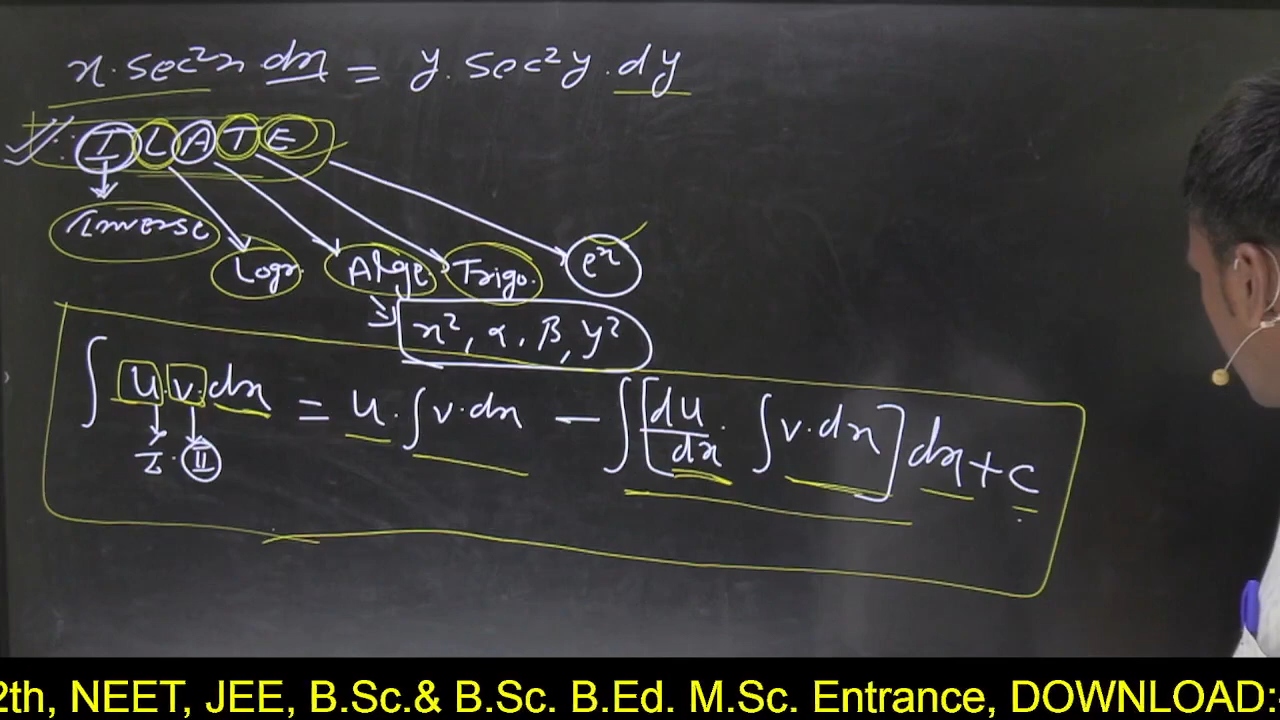 x · sec²x dx = y · sec²y · dy
I L A T E
Inverse
Logr. Alge. Trigo. eˣ
x², α, β, y²
∫ u · v · dx = u · ∫ v · dx − ∫ [du/dx · ∫ v · dx] dx + c
I · II
2th, NEET, JEE, B.Sc.& B.Sc. B.Ed. M.Sc. Entrance, DOWNLOAD: